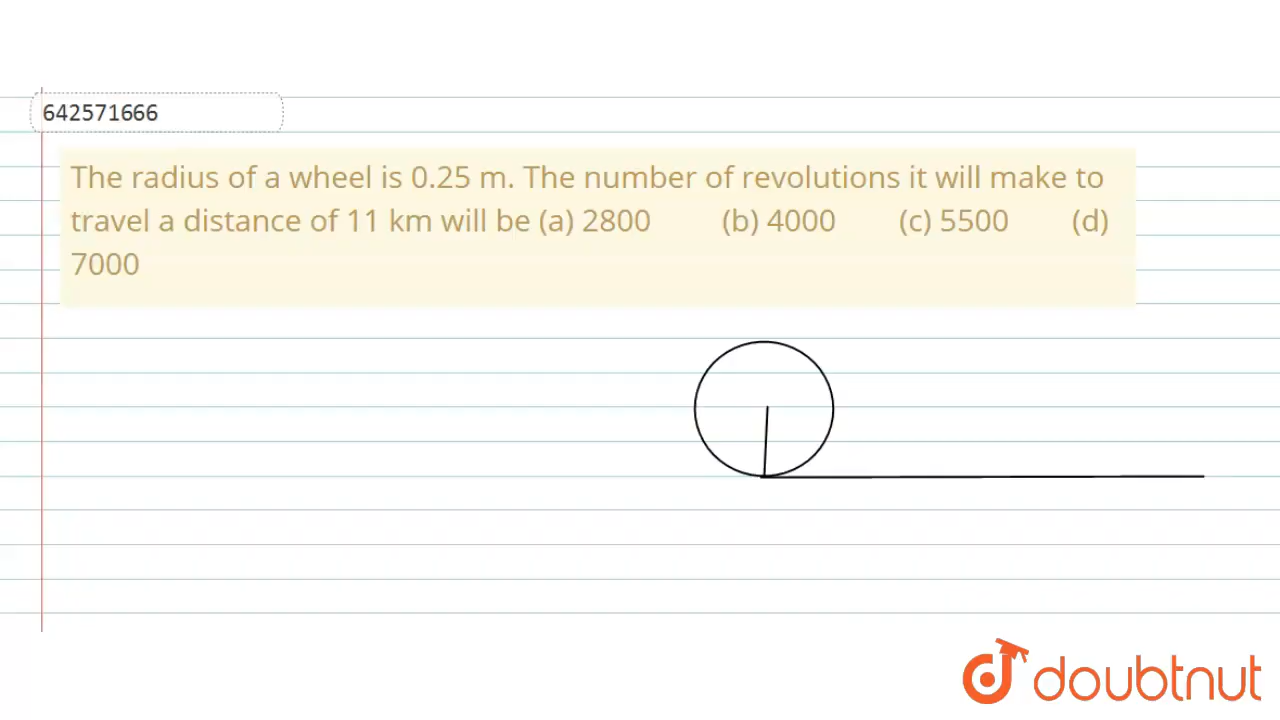 642571666
The radius of a wheel is 0.25 m. The number of revolutions it will make to
travel a distance of 11 km will be (a) 2800 (b) 4000 (c) 5500 (d)
7000
doubtnut